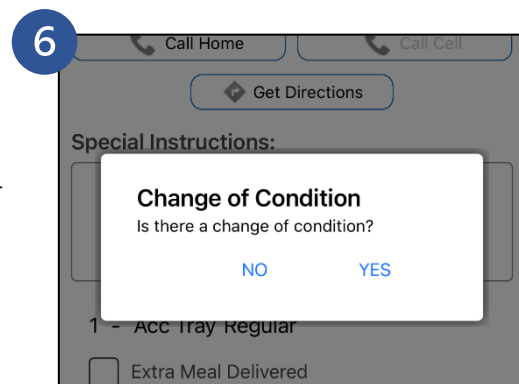 6
Call Home Call Cell
Get Directions
Special Instructions:
Change of Condition
Is there a change of condition?
NO YES
1 - Acc Tray Regular
Extra Meal Delivered